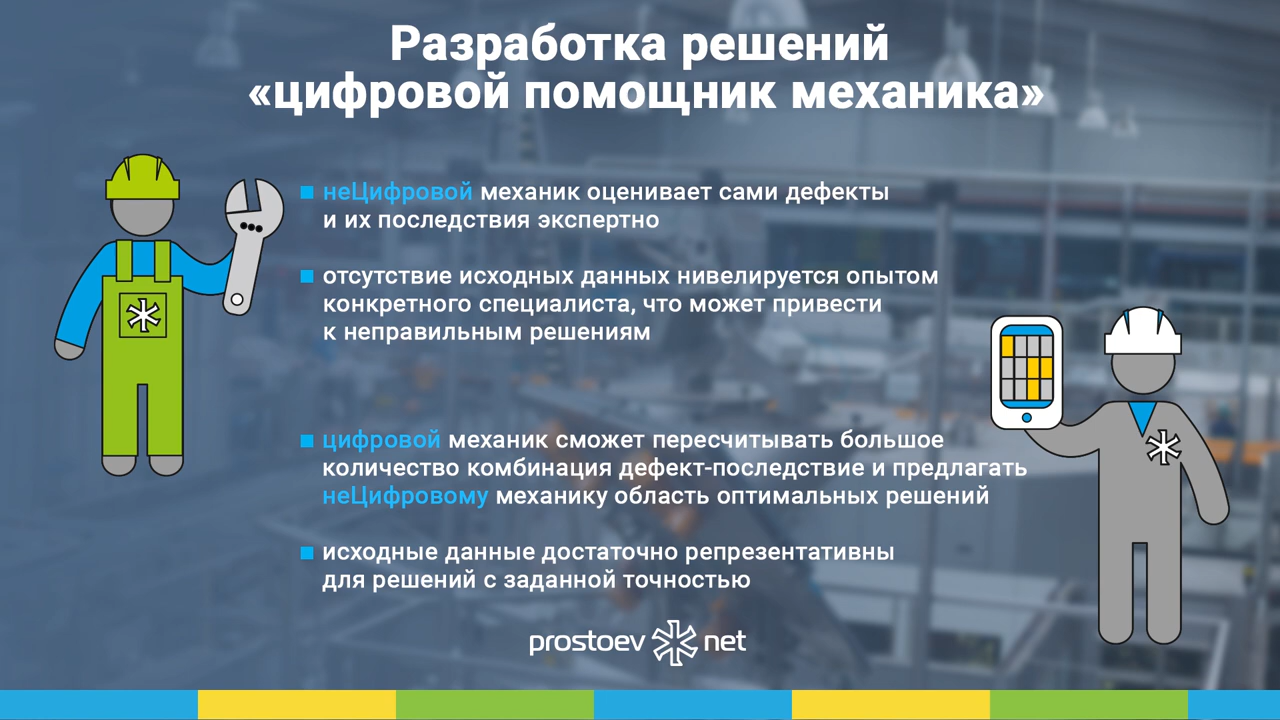 Разработка решений
«цифровой помощник механика»
неЦифровой механик оценивает сами дефекты
и их последствия экспертно
отсутствие исходных данных нивелируется опытом
конкретного специалиста, что может привести
к неправильным решениям
цифровой механик сможет пересчитывать большое
количество комбинация дефект-последствие и предлагать
неЦифровому механику область оптимальных решений
исходные данные достаточно репрезентативны
для решений с заданной точностью
prostoev net